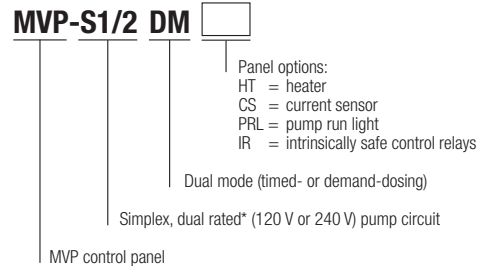 MVP-S1/2 DM
Panel options:
HT = heater
CS = current sensor
PRL = pump run light
IR = intrinsically safe control relays
Dual mode (timed- or demand-dosing)
Simplex, dual rated* (120 V or 240 V) pump circuit
MVP control panel